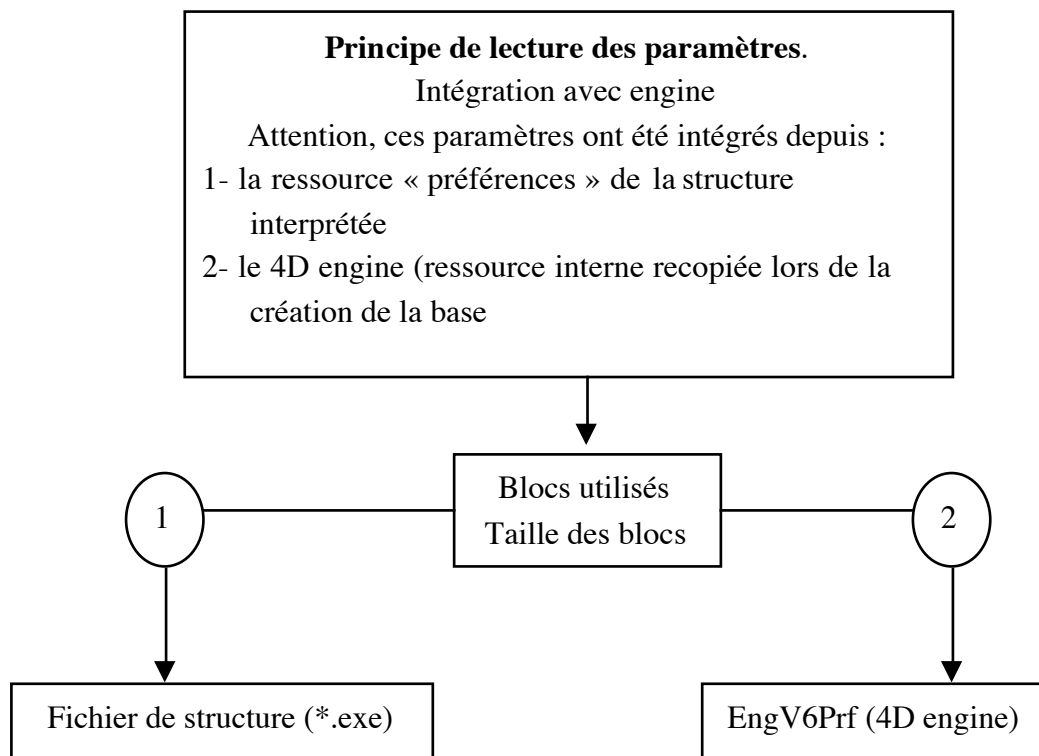 Principe de lecture des paramètres.
Intégration avec engine
Attention, ces paramètres ont été intégrés depuis :
1- la ressource « préférences » de la structure
interprétée
2- le 4D engine (ressource interne recopiée lors de la
création de la base
Blocs utilisés
Taille des blocs
1
2
Fichier de structure (*.exe)
EngV6Prf (4D engine)